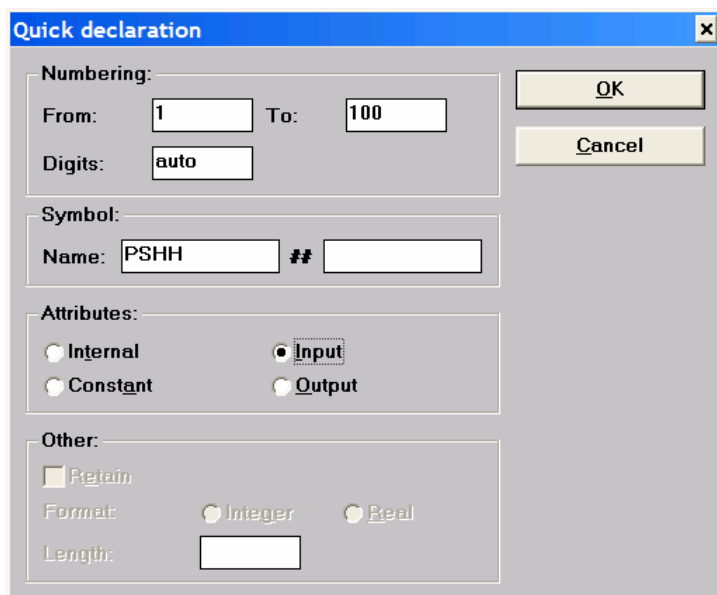 Quick declaration
Numbering:
From: 1 To: 100
OK
Digits: auto
Cancel
Symbol:
Name: PSHH ##
Attributes:
Internal Input
Constant Output
Other:
Retain
Format: Integer Real
Length: